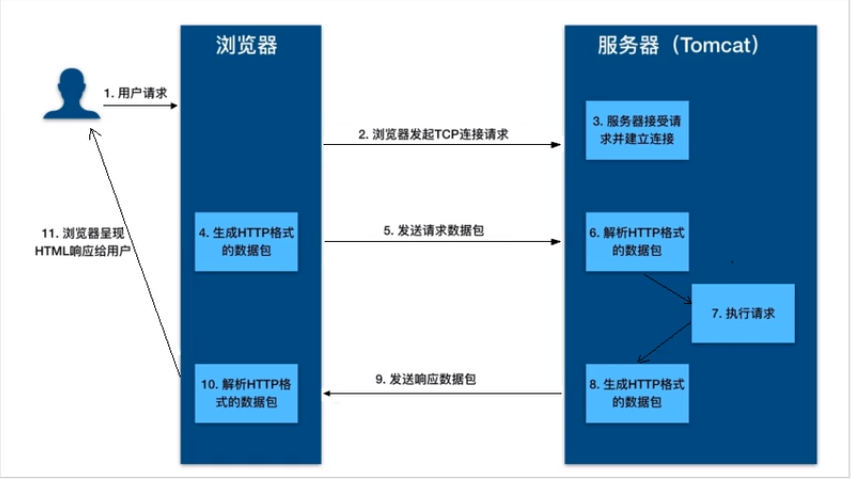 浏览器
服务器（Tomcat）
1. 用户请求
2. 浏览器发起TCP连接请求
3. 服务器接受请
求并建立连接
4. 生成HTTP格式
的数据包
5. 发送请求数据包
6. 解析HTTP格式
的数据包
7. 执行请求
8. 生成HTTP格式
的数据包
9. 发送响应数据包
10. 解析HTTP格
式的数据包
11. 浏览器呈现
HTML响应给用户